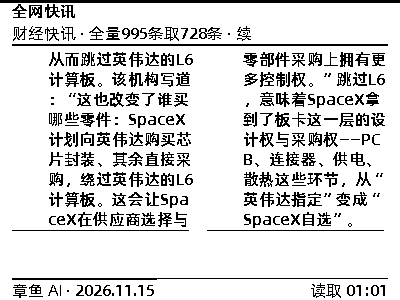 全网快讯
财经快讯 · 全量995条取728条 · 续
从而跳过英伟达的L6
计算板。该机构写道
：“这也改变了谁买
哪些零件：SpaceX
计划向英伟达购买芯
片封装、其余直接采
购，绕过英伟达的L6
计算板。这会让Spa
ceX在供应商选择与
零部件采购上拥有更
多控制权。”跳过L6
，意味着SpaceX拿
到了板卡这一层的设
计权与采购权——PC
B、连接器、供电、
散热这些环节，从“
英伟达指定”变成“
SpaceX自选”。
章鱼 AI · 2026.11.15
读取 01:01